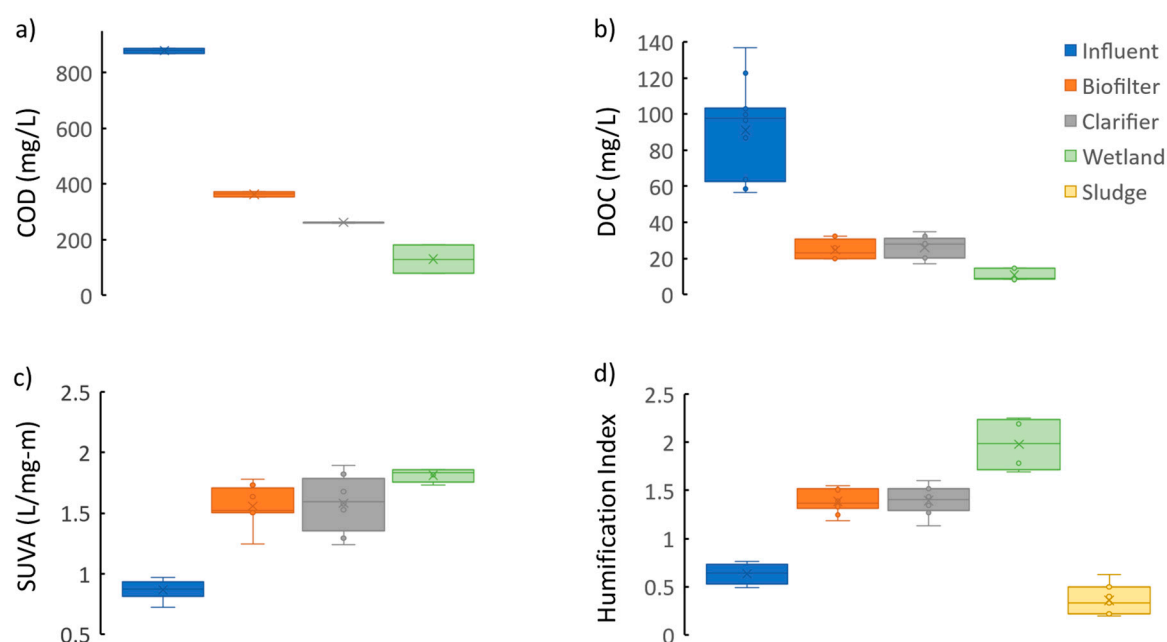 a)
COD (mg/L)
800
600
400
200
0
b)
DOC (mg/L)
140
120
100
80
60
40
20
0
Influent
Biofilter
Clarifier
Wetland
Sludge
c)
SUVA (L/mg-m)
2.5
2
1.5
1
0.5
d)
Humification Index
2.5
2
1.5
1
0.5
0